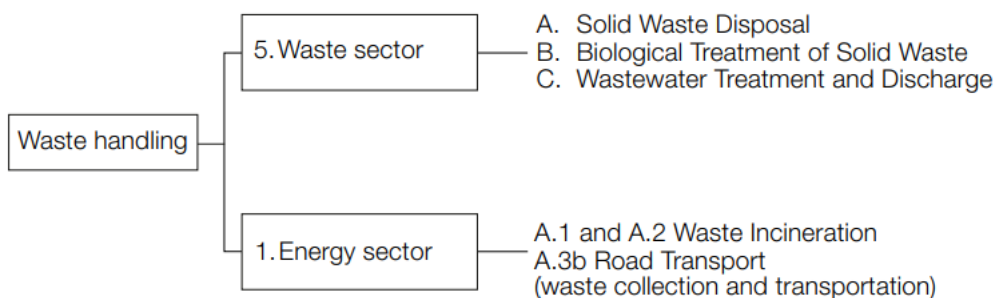 Waste handling
5. Waste sector
A. Solid Waste Disposal
B. Biological Treatment of Solid Waste
C. Wastewater Treatment and Discharge
1. Energy sector
A.1 and A.2 Waste Incineration
A.3b Road Transport
(waste collection and transportation)